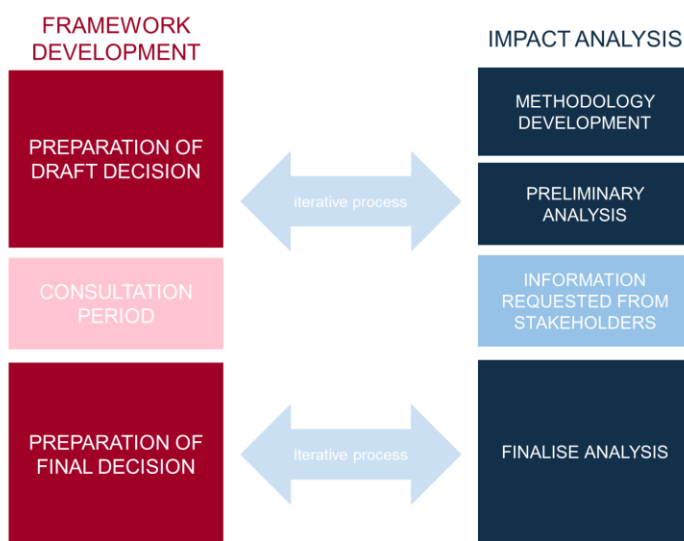 FRAMEWORK
DEVELOPMENT
IMPACT ANALYSIS
PREPARATION OF
DRAFT DECISION
iterative process
METHODOLOGY
DEVELOPMENT
PRELIMINARY
ANALYSIS
CONSULTATION
PERIOD
INFORMATION
REQUESTED FROM
STAKEHOLDERS
PREPARATION OF
FINAL DECISION
Iterative process
FINALISE ANALYSIS